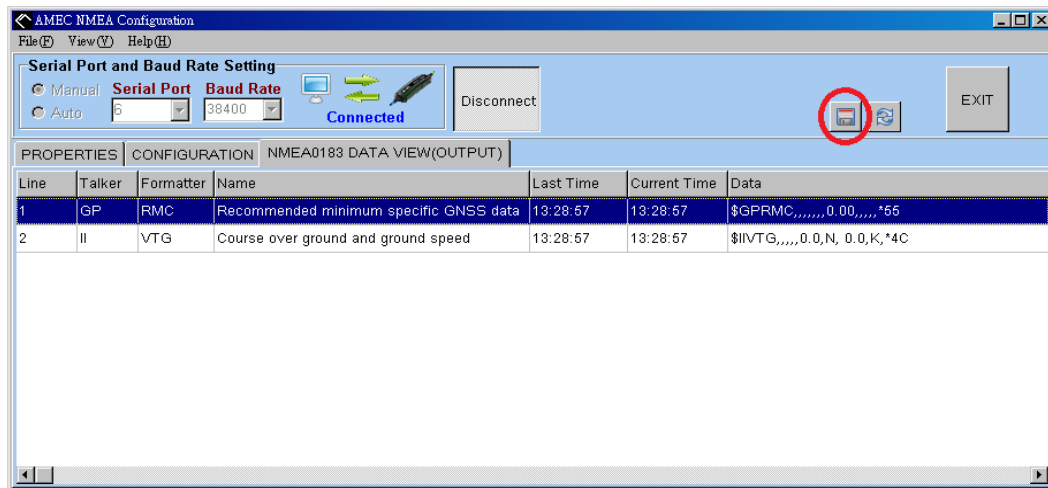 AMEC NMEA Configuration
File(F) View(V) Help(H)
Serial Port and Baud Rate Setting
Manual Serial Port Baud Rate
Auto 6 38400 Connected
Disconnect
EXIT
PROPERTIES CONFIGURATION NMEA0183 DATA VIEW(OUTPUT)
Line Talker Formatter Name Last Time Current Time Data
1 GP RMC Recommended minimum specific GNSS data 13:28:57 13:28:57 $GPRMC,,,,,,,0.00,,,,,*55
2 II VTG Course over ground and ground speed 13:28:57 13:28:57 $IIVTG,,,,,0.0,N, 0.0,K,*4C